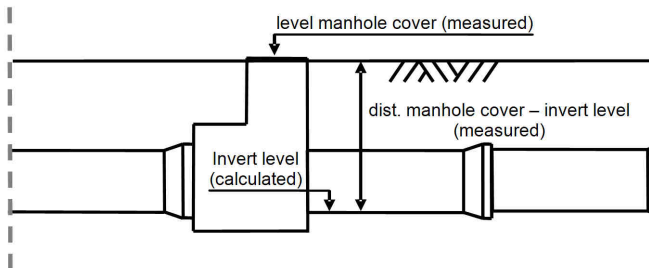 level manhole cover (measured)
dist. manhole cover – invert level
(measured)
Invert level
(calculated)